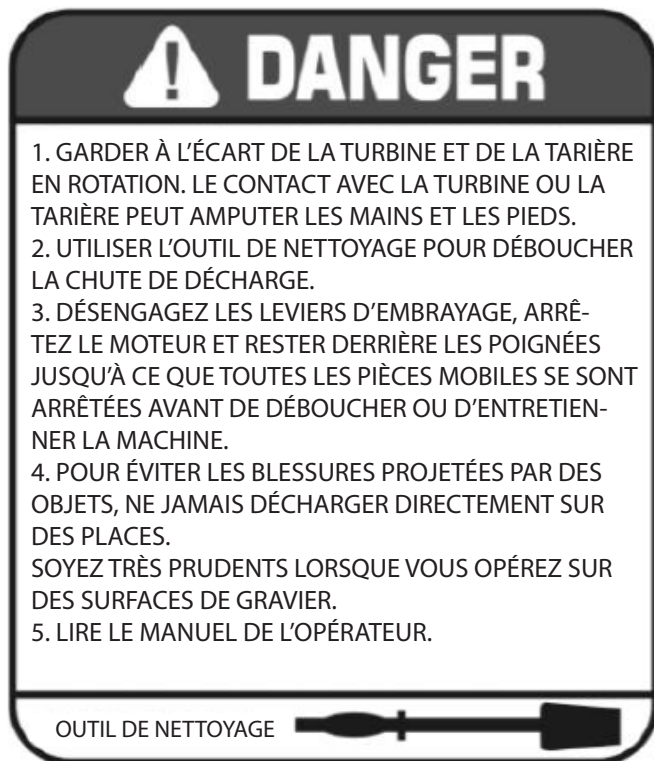 DANGER
1. GARDER À L'ÉCART DE LA TURBINE ET DE LA TARIÈRE
EN ROTATION. LE CONTACT AVEC LA TURBINE OU LA
TARIÈRE PEUT AMPUTER LES MAINS ET LES PIEDS.
2. UTILISER L'OUTIL DE NETTOYAGE POUR DÉBOUCHER
LA CHUTE DE DÉCHARGE.
3. DÉSENGAGEZ LES LEVIERS D'EMBRAYAGE, ARRÊ-
TEZ LE MOTEUR ET RESTER DERRIÈRE LES POIGNÉES
JUSQU'À CE QUE TOUTES LES PIÈCES MOBILES SE SONT
ARRÊTÉES AVANT DE DÉBOUCHER OU D'ENTRETIEN-
NER LA MACHINE.
4. POUR ÉVITER LES BLESSURES PROJETÉES PAR DES
OBJETS, NE JAMAIS DÉCHARGER DIRECTEMENT SUR
DES PLACES.
SOYEZ TRÈS PRUDENTS LORSQUE VOUS OPÉREZ SUR
DES SURFACES DE GRAVIER.
5. LIRE LE MANUEL DE L'OPÉRATEUR.
OUTIL DE NETTOYAGE